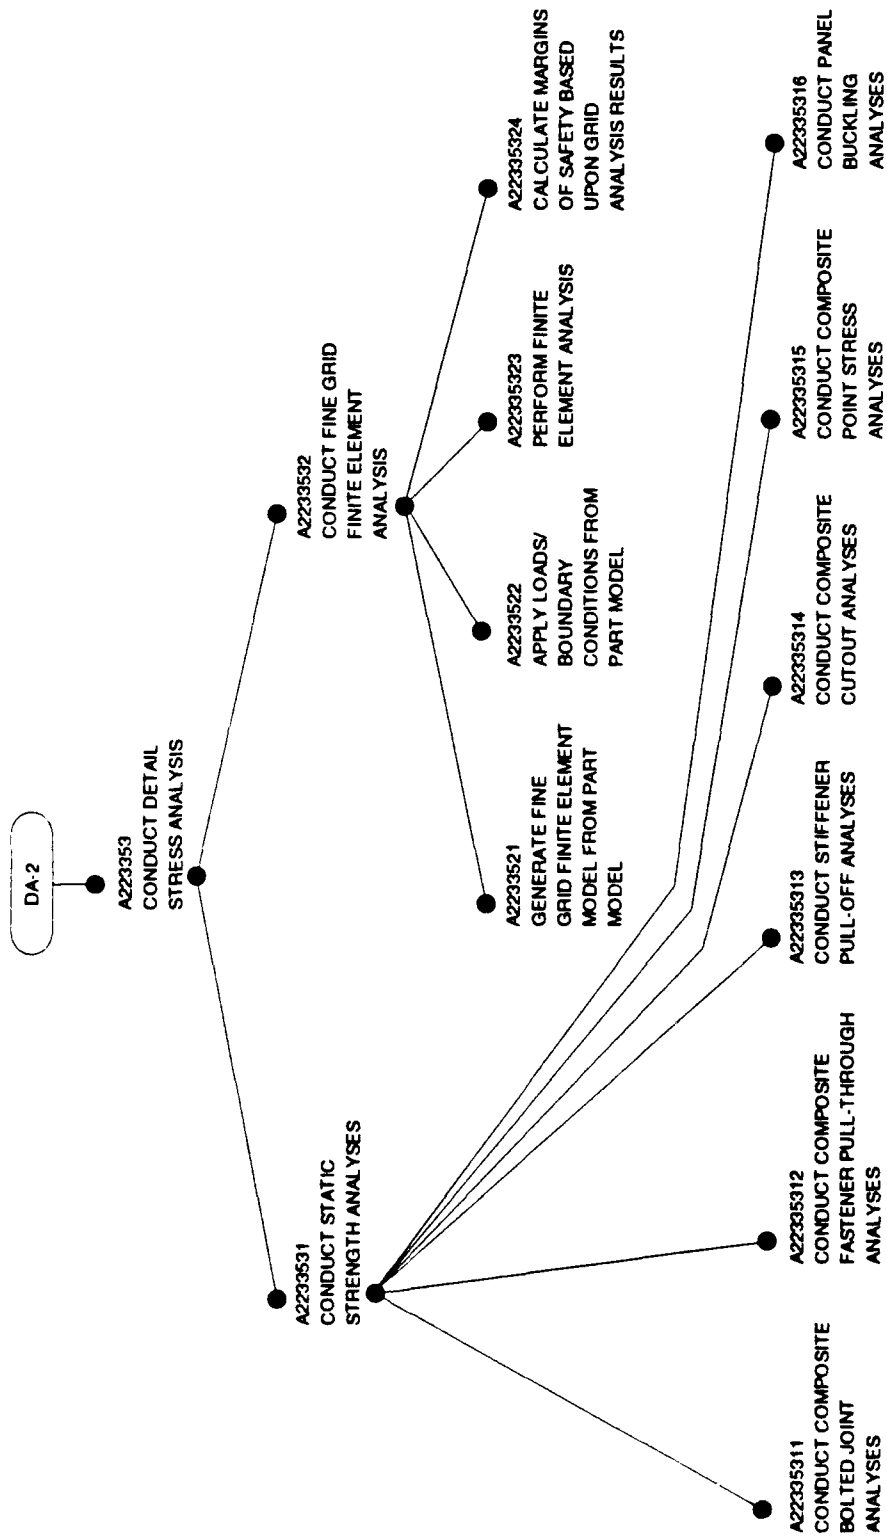 DA-2
A223353
CONDUCT DETAIL
STRESS ANALYSIS
A2233531
CONDUCT STATIC
STRENGTH ANALYSES
A2233532
CONDUCT FINE GRID
FINITE ELEMENT
ANALYSIS
A2233521
GENERATE FINE
GRID FINITE ELEMENT
MODEL FROM PART
MODEL
A2233522
APPLY LOADS/
BOUNDARY
CONDITIONS FROM
PART MODEL
A22335323
PERFORM FINITE
ELEMENT ANALYSIS
A22335324
CALCULATE MARGINS
OF SAFETY BASED
UPON GRID
ANALYSIS RESULTS
A22335311
CONDUCT COMPOSITE
BOLTED JOINT
ANALYSES
A22335312
CONDUCT COMPOSITE
FASTENER PULL-THROUGH
ANALYSES
A22335313
CONDUCT STIFFENER
PULL-OFF ANALYSES
A22335314
CONDUCT COMPOSITE
CUTOUT ANALYSES
A22335315
CONDUCT COMPOSITE
POINT STRESS
ANALYSES
A22335316
CONDUCT PANEL
BUCKLING
ANALYSES